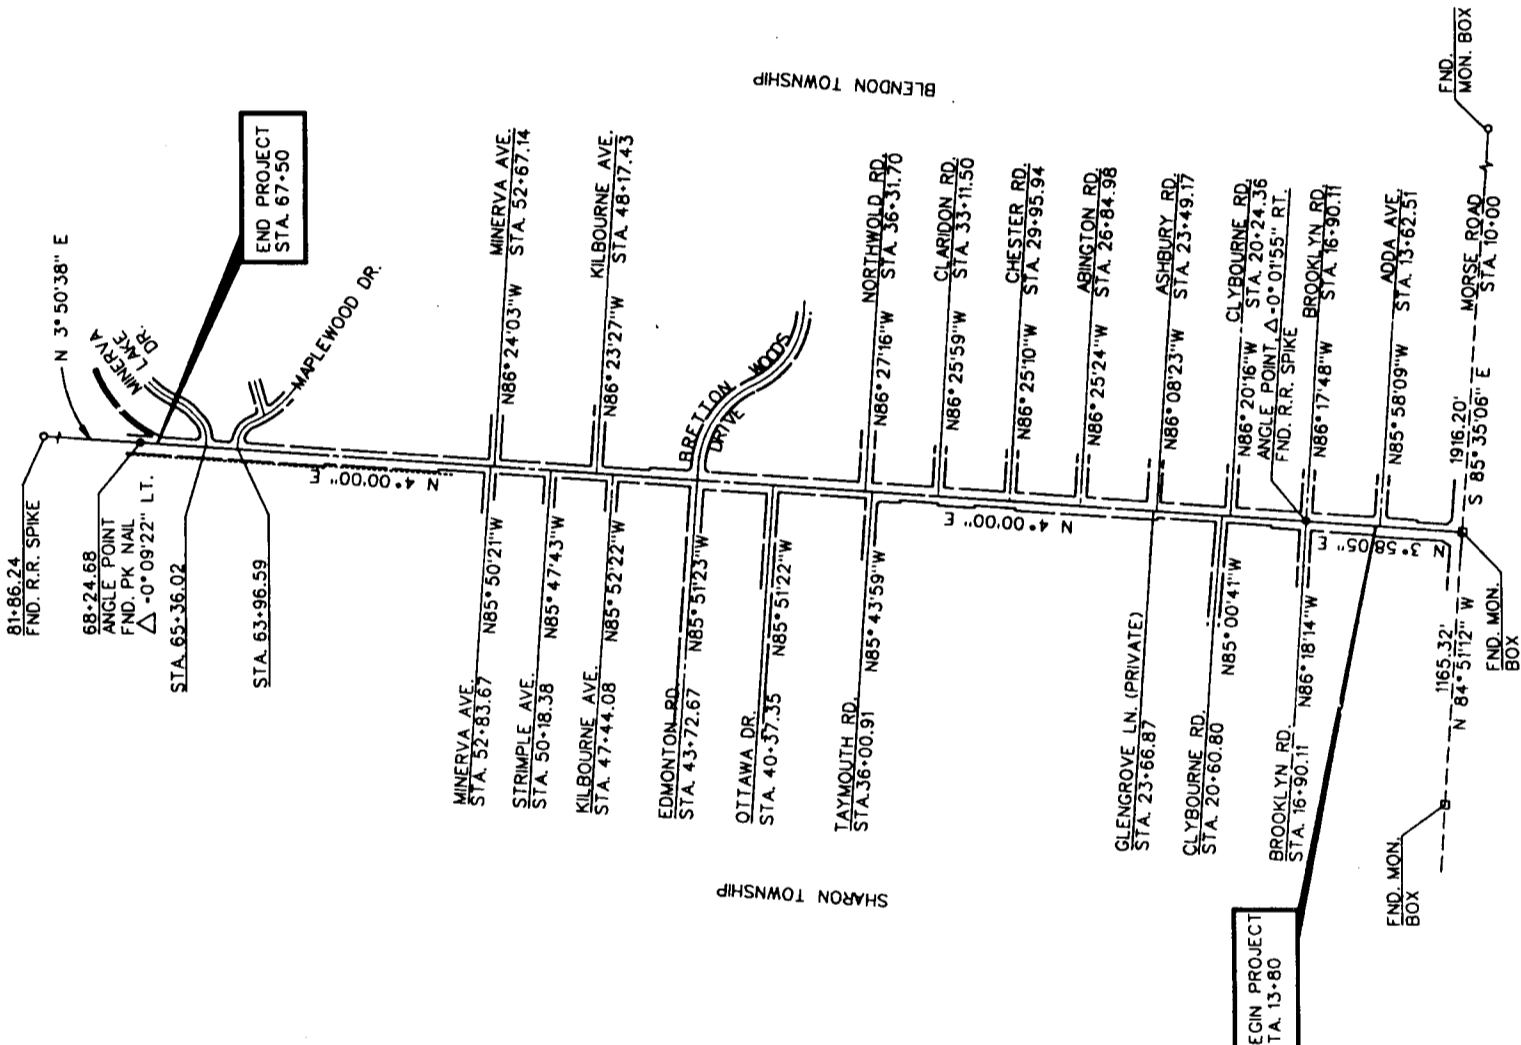 81+86.24
FND. R.R. SPIKE
N 3° 50'38" E
68+24.68
ANGLE POINT
FND. PK NAIL
△ -0° 09'22" LT.
STA. 65+36.02
STA. 63+96.59
MINERVA
LAKE
DR.
MAPLEWOOD DR.
END PROJECT
STA. 67+50
BLENDON TOWNSHIP
N 4° 00'00" E
MINERVA AVE.
STA. 52+67.14
N86° 24'03"W
KILBOURNE AVE.
STA. 48+17.43
N86° 23'27"W
BRETTON WOODS
DRIVE
NORTHWOLD RD.
STA. 36+31.70
N86° 27'16"W
CLARIDON RD.
STA. 33+11.50
N86° 25'59"W
CHESTER RD.
STA. 29+95.94
N86° 25'10"W
ABINGTON RD.
STA. 26+84.98
N86° 25'24"W
ASHBURY RD.
STA. 23+49.17
N86° 08'23"W
CLYBOURNE RD.
STA. 20+24.36
N86° 20'16"W
ANGLE POINT △ -0° 01'55" RT.
FND. R.R. SPIKE
BROOKLYN RD.
STA. 16+90.11
N86° 17'48"W
ADDA AVE.
STA. 13+62.51
N85° 58'09"W
MORSE ROAD
STA. 10+00
1916.20'
S 85° 35'06" E
FND.
MON. BOX
MINERVA AVE.
STA. 52+83.67
N85° 50'21"W
STRIMPLE AVE.
STA. 50+18.38
N85° 47'43"W
KILBOURNE AVE.
STA. 47+44.08
N85° 52'22"W
EDMONTON RD.
STA. 43+72.67
N85° 51'23"W
OTTAWA DR.
STA. 40+37.35
N85° 51'22"W
TAYMOUTH RD.
STA. 36+00.91
N85° 43'59"W
N 4° 00'00" E
GLENGROVE LN. (PRIVATE)
STA. 23+66.87
CLYBOURNE RD.
STA. 20+60.80
N85° 00'41"W
BROOKLYN RD.
STA. 16+90.11
N86° 18'14"W
N 3° 58'05" E
1165.32'
N 84° 51'12" W
FND. MON.
BOX
FND. MON.
BOX
SHARON TOWNSHIP
EGIN PROJECT
TA. 13+80